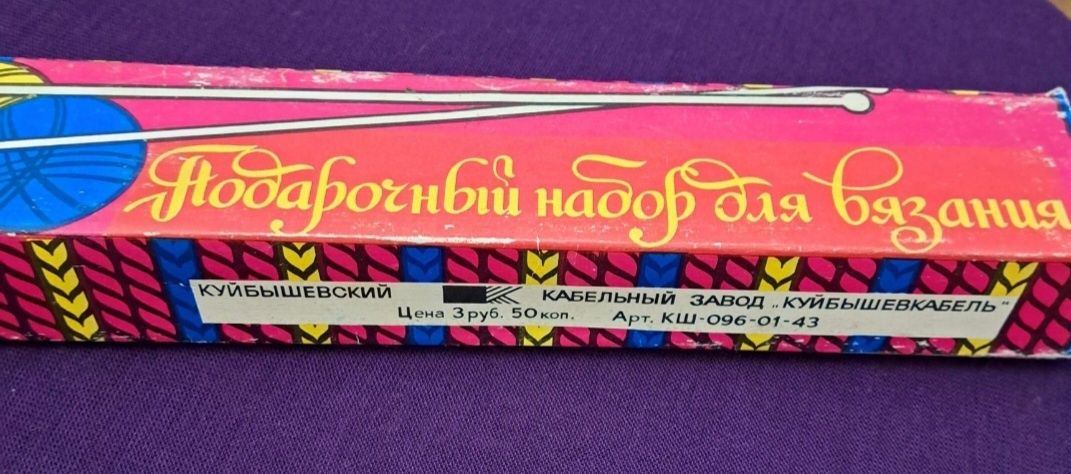 Подарочный набор для вязания
КУЙБЫШЕВСКИЙ КАБЕЛЬНЫЙ ЗАВОД „КУЙБЫШЕВКАБЕЛЬ"
Цена 3 руб. 50 коп. Арт. КШ-096-01-43